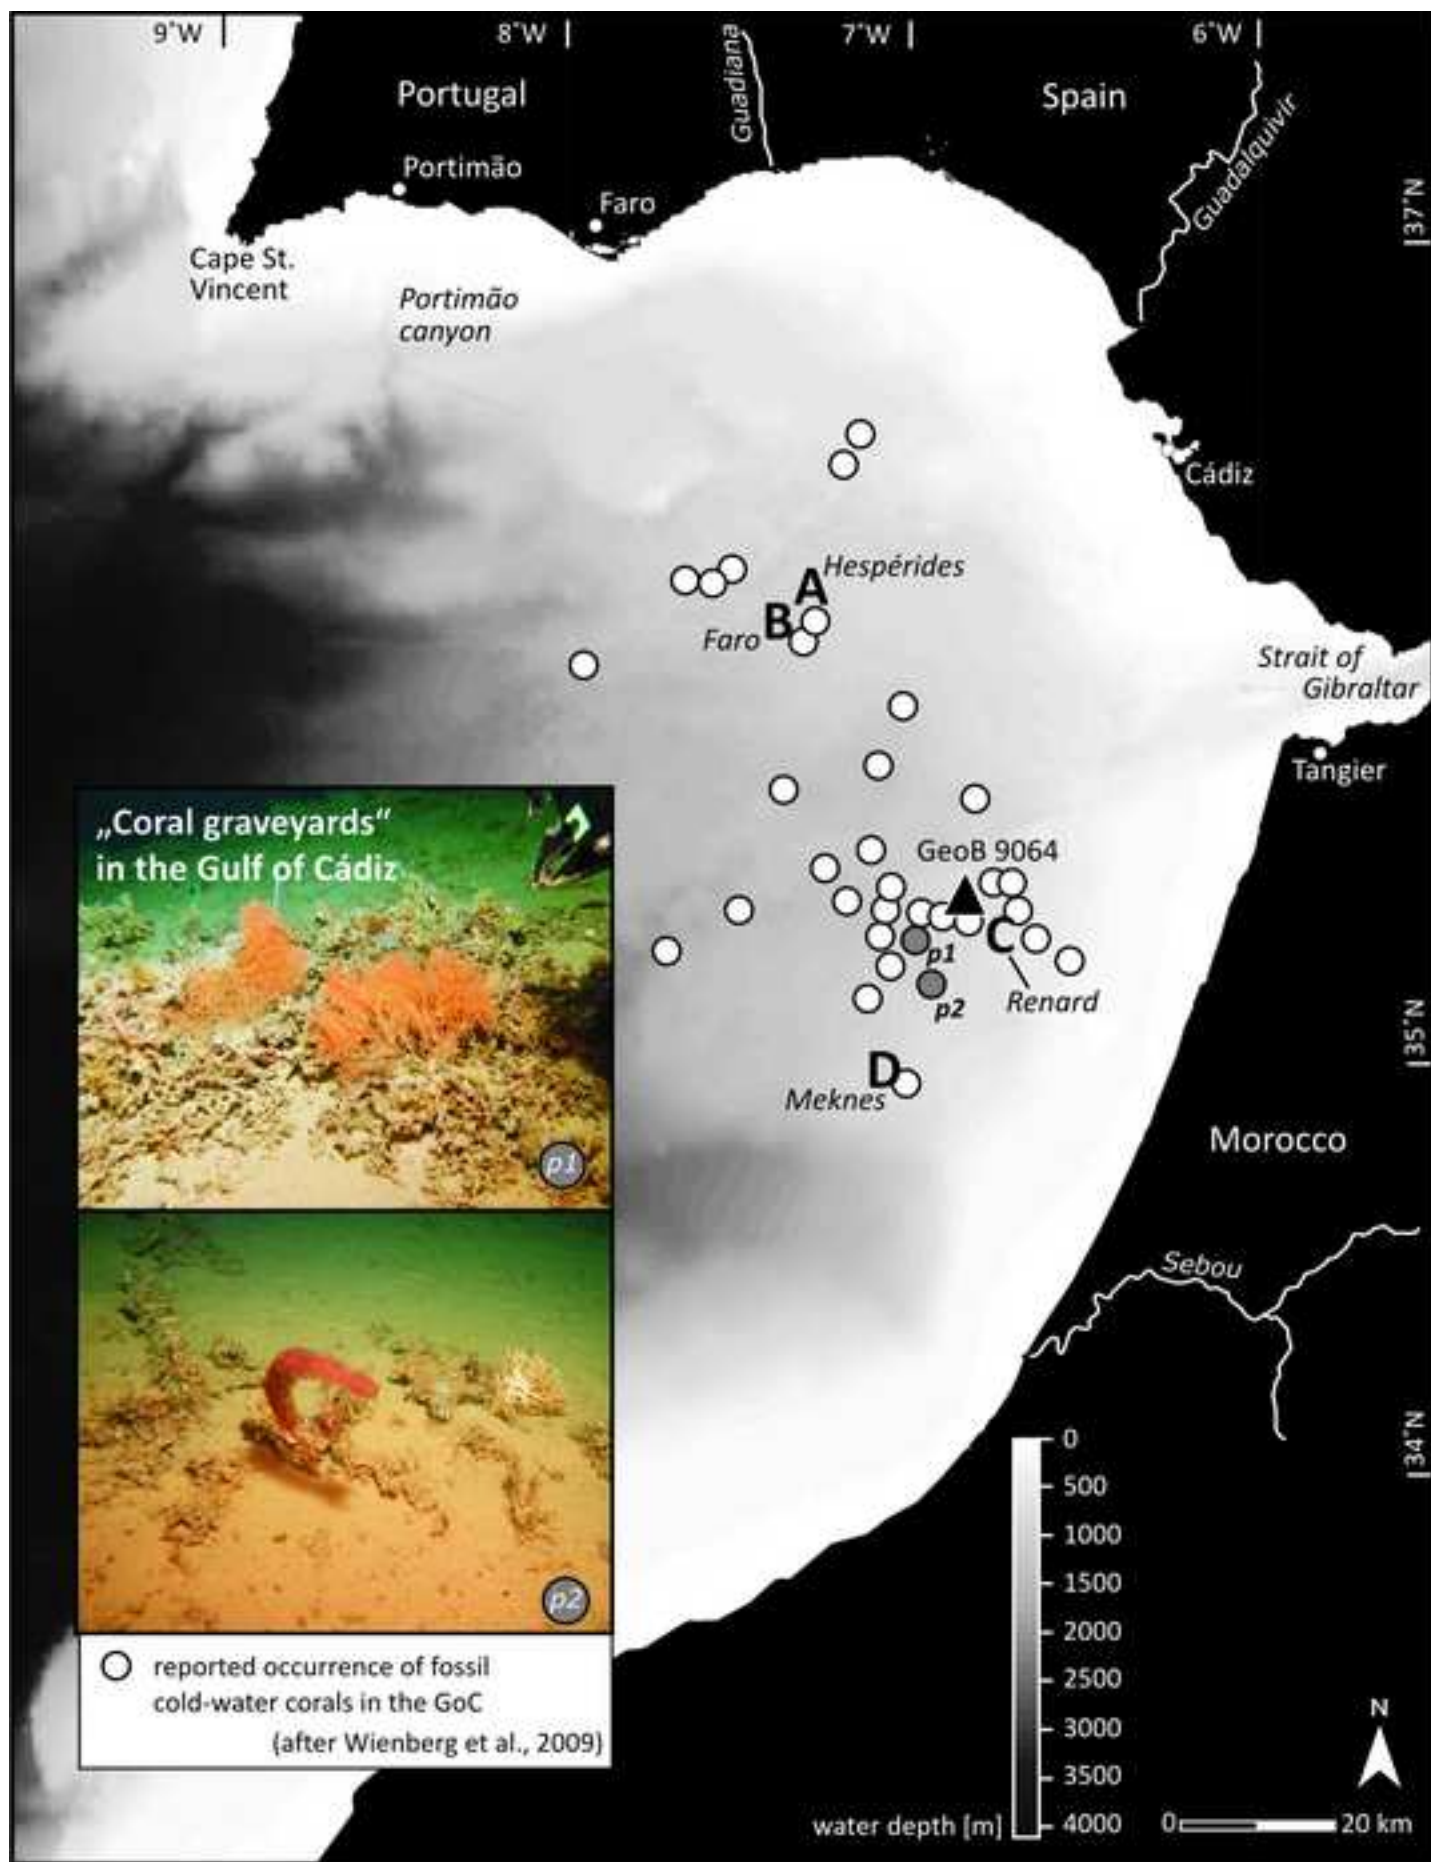 9°W
8°W
7°W
6°W
Portugal
Guadiana
Spain
Guadalquivir
Portimão
Faro
37°N
Cape St.
Vincent
Portimão
canyon
Cádiz
Hespérides
A
B
Faro
Strait of
Gibraltar
Tangier
„Coral graveyards“
in the Gulf of Cádiz
GeoB 9064
C
p1
p2
Renard
35°N
D
Meknes
Morocco
p1
Sebou
34°N
p2
0
500
1000
1500
2000
2500
3000
3500
4000
water depth [m]
reported occurrence of fossil
cold-water corals in the GoC
(after Wienberg et al., 2009)
N
0 20 km